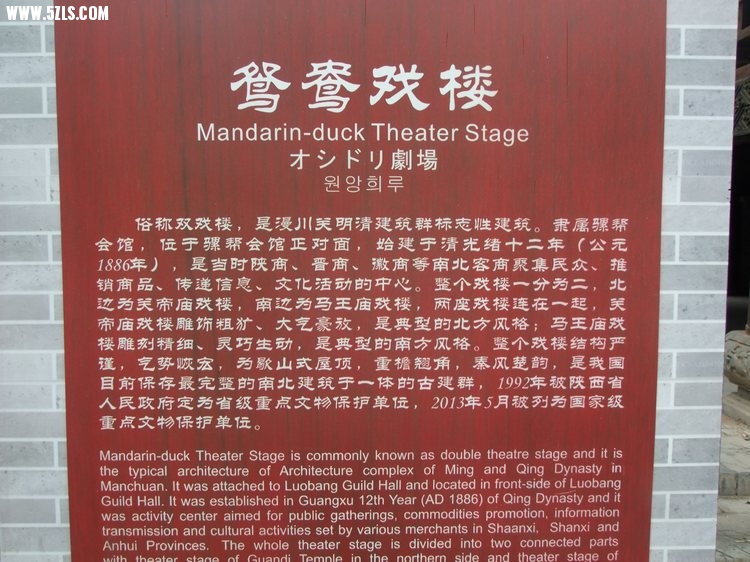 WWW.5ZLS.COM
鸳鸯戏楼
Mandarin-duck Theater Stage
オシドリ劇場
원앙희루
俗称双戏楼，是漫川关明清建筑群标志性建筑。隶属骡帮
会馆，位于骡帮会馆正对面，始建于清光绪十二年（公元
1886年），是当时陕商、晋商、徽商等南北客商聚集民众、推
销商品、传递信息、文化活动的中心。整个戏楼一分为二，北
边为关帝庙戏楼，南边为马王庙戏楼，两座戏楼连在一起，关
帝庙戏楼雕饰粗犷、大气豪放，是典型的北方风格；马王庙戏
楼雕刻精细、灵巧生动，是典型的南方风格。整个戏楼结构严
谨，气势恢宏，为歇山式屋顶，重檐翘角，秦风楚韵，是我国
目前保存最完整的南北建筑于一体的古建群，1992年被陕西省
人民政府定为省级重点文物保护单位，2013年5月被列为国家级
重点文物保护单位。
Mandarin-duck Theater Stage is commonly known as double theatre stage and it is
the typical architecture of Architecture complex of Ming and Qing Dynasty in
Manchuan. It was attached to Luobang Guild Hall and located in front-side of Luobang
Guild Hall. It was established in Guangxu 12th Year (AD 1886) of Qing Dynasty and it
was activity center aimed for public gatherings, commodities promotion, information
transmission and cultural activities set by various merchants in Shaanxi, Shanxi and
Anhui Provinces. The whole theater stage is divided into two connected parts
with theater stage of Guandi Temple in the northern side and theater stage of